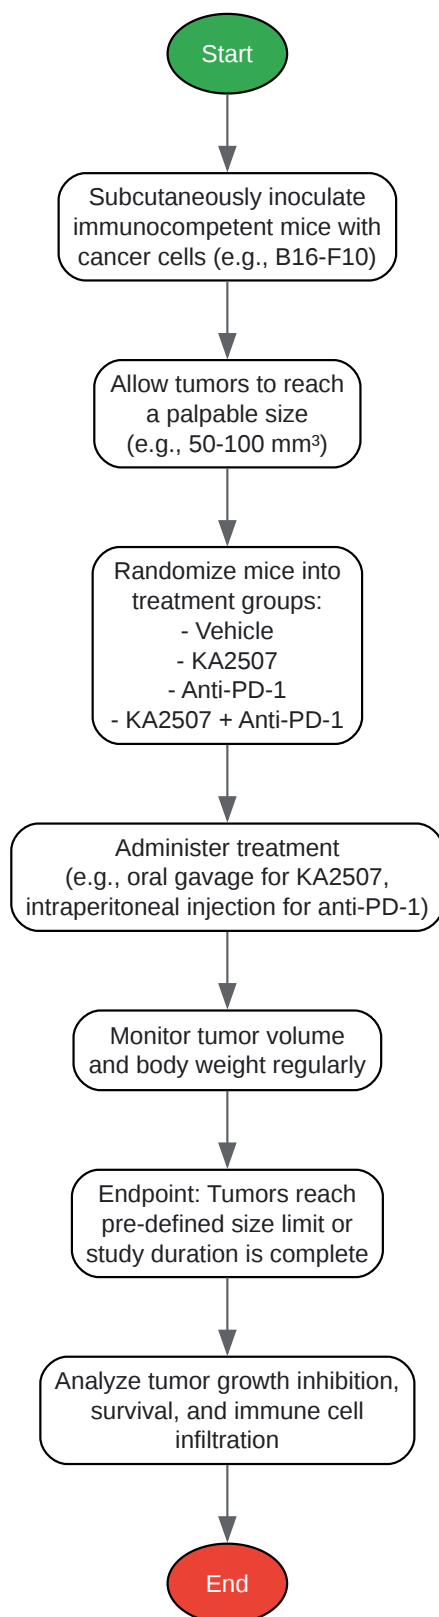 Start
Subcutaneously inoculate
immunocompetent mice with
cancer cells (e.g., B16-F10)
Allow tumors to reach
a palpable size
(e.g., 50-100 mm³)
Randomize mice into
treatment groups:
- Vehicle
- KA2507
- Anti-PD-1
- KA2507 + Anti-PD-1
Administer treatment
(e.g., oral gavage for KA2507,
intraperitoneal injection for anti-PD-1)
Monitor tumor volume
and body weight regularly
Endpoint: Tumors reach
pre-defined size limit or
study duration is complete
Analyze tumor growth inhibition,
survival, and immune cell
infiltration
End